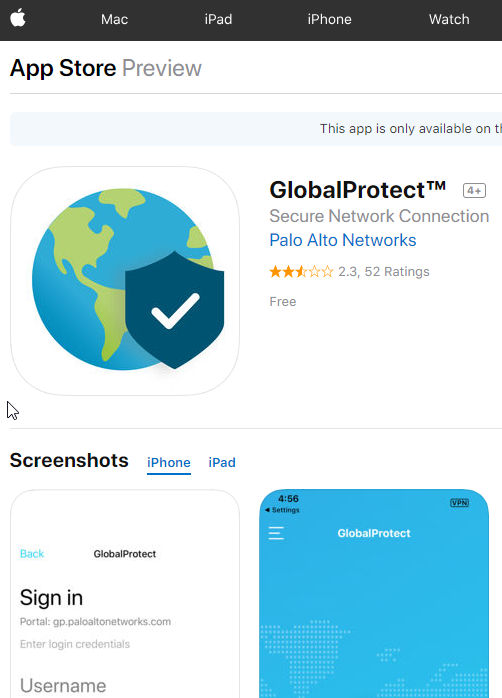 Mac iPad iPhone Watch
App Store Preview
This app is only available on
GlobalProtect™ 4+
Secure Network Connection
Palo Alto Networks
2.3, 52 Ratings
Free
Screenshots iPhone iPad
Back GlobalProtect
Sign in
Portal: gp.paloaltonetworks.com
Enter login credentials
Username
4:56 VPN
◀ Settings
GlobalProtect